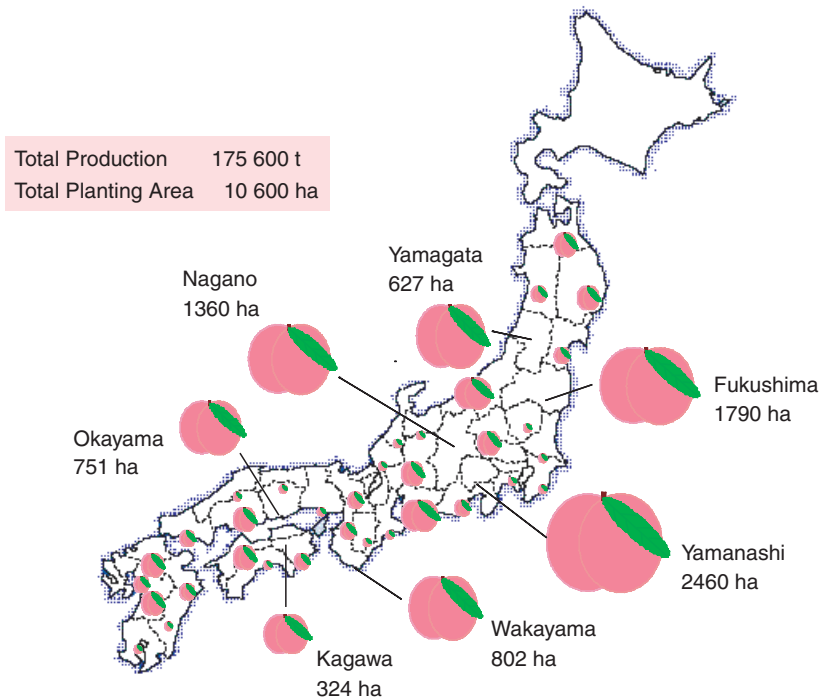 Total Production 175 600 t
Total Planting Area 10 600 ha
Yamagata
627 ha
Nagano
1360 ha
Fukushima
1790 ha
Okayama
751 ha
Yamanashi
2460 ha
Wakayama
802 ha
Kagawa
324 ha